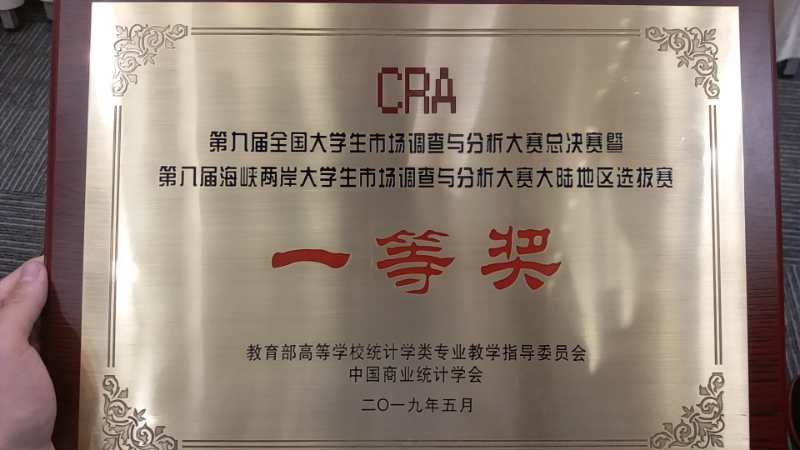 CRA
第九届全国大学生市场调查与分析大赛总决赛暨
第八届海峡两岸大学生市场调查与分析大赛大陆地区选拔赛
一等奖
教育部高等学校统计学类专业教学指导委员会
中国商业统计学会
二〇一九年五月